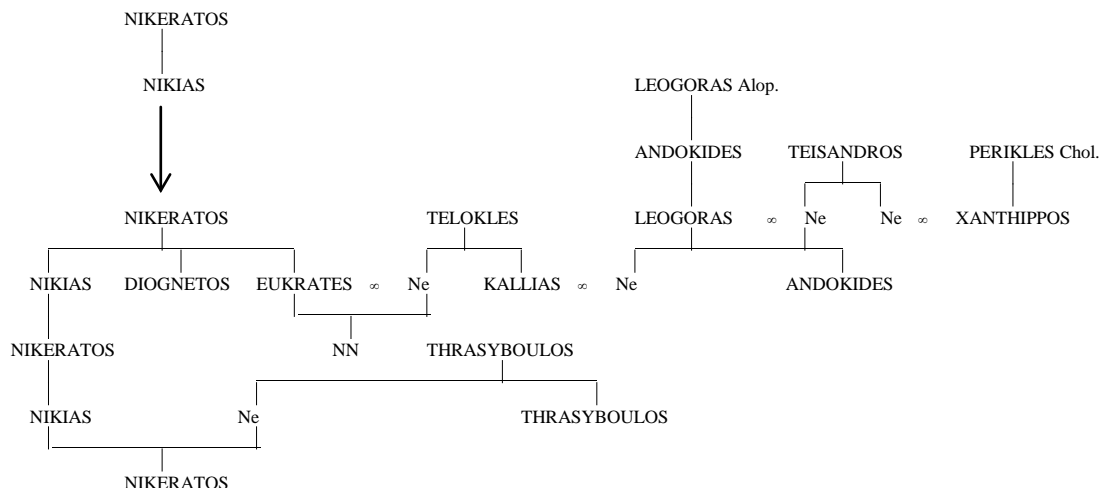 NIKERATOS
NIKIAS LEOGORAS Alop.
ANDOKIDES TEISANDROS PERIKLES Chol.
NIKERATOS TELOKLES LEOGORAS ∞ Ne Ne ∞ XANTHIPPOS
NIKIAS DIOGNETOS EUKRATES ∞ Ne KALLIAS ∞ Ne ANDOKIDES
NIKERATOS NN THRASYBOULOS
NIKIAS Ne THRASYBOULOS
NIKERATOS